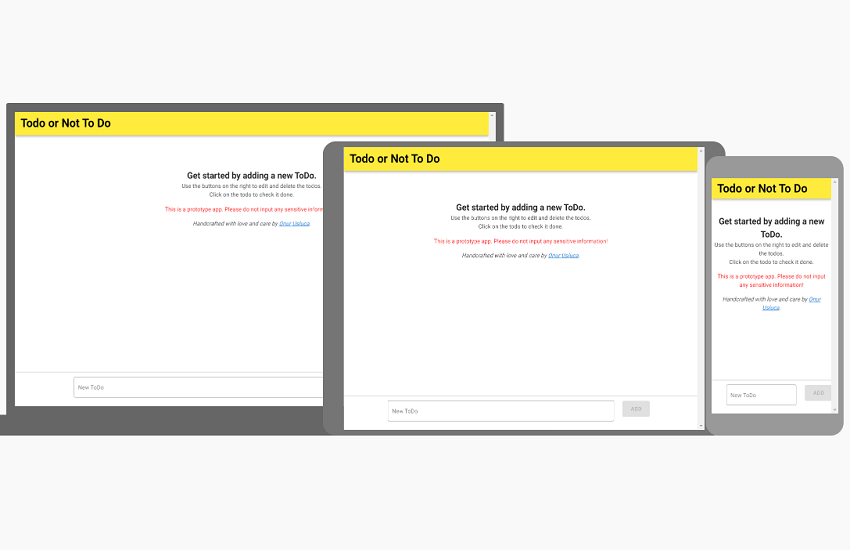 Todo or Not To Do
Get started by adding a new ToDo.
Use the buttons on the right to edit and delete the todos.
Click on the todo to check it done.
This is a prototype app. Please do not input any sensitive inform
Handcrafted with love and care by Onur Usluca
New ToDo
Todo or Not To Do
Get started by adding a new ToDo.
Use the buttons on the right to edit and delete the todos.
Click on the todo to check it done.
This is a prototype app. Please do not input any sensitive information!
Handcrafted with love and care by Onur Usluca
New ToDo
ADD
Todo or Not To Do
Get started by adding a new
ToDo.
Use the buttons on the right to edit and delete
the todos.
Click on the todo to check it done.
This is a prototype app. Please do not input
any sensitive information!
Handcrafted with love and care by Onur
Usluca
New ToDo
ADD